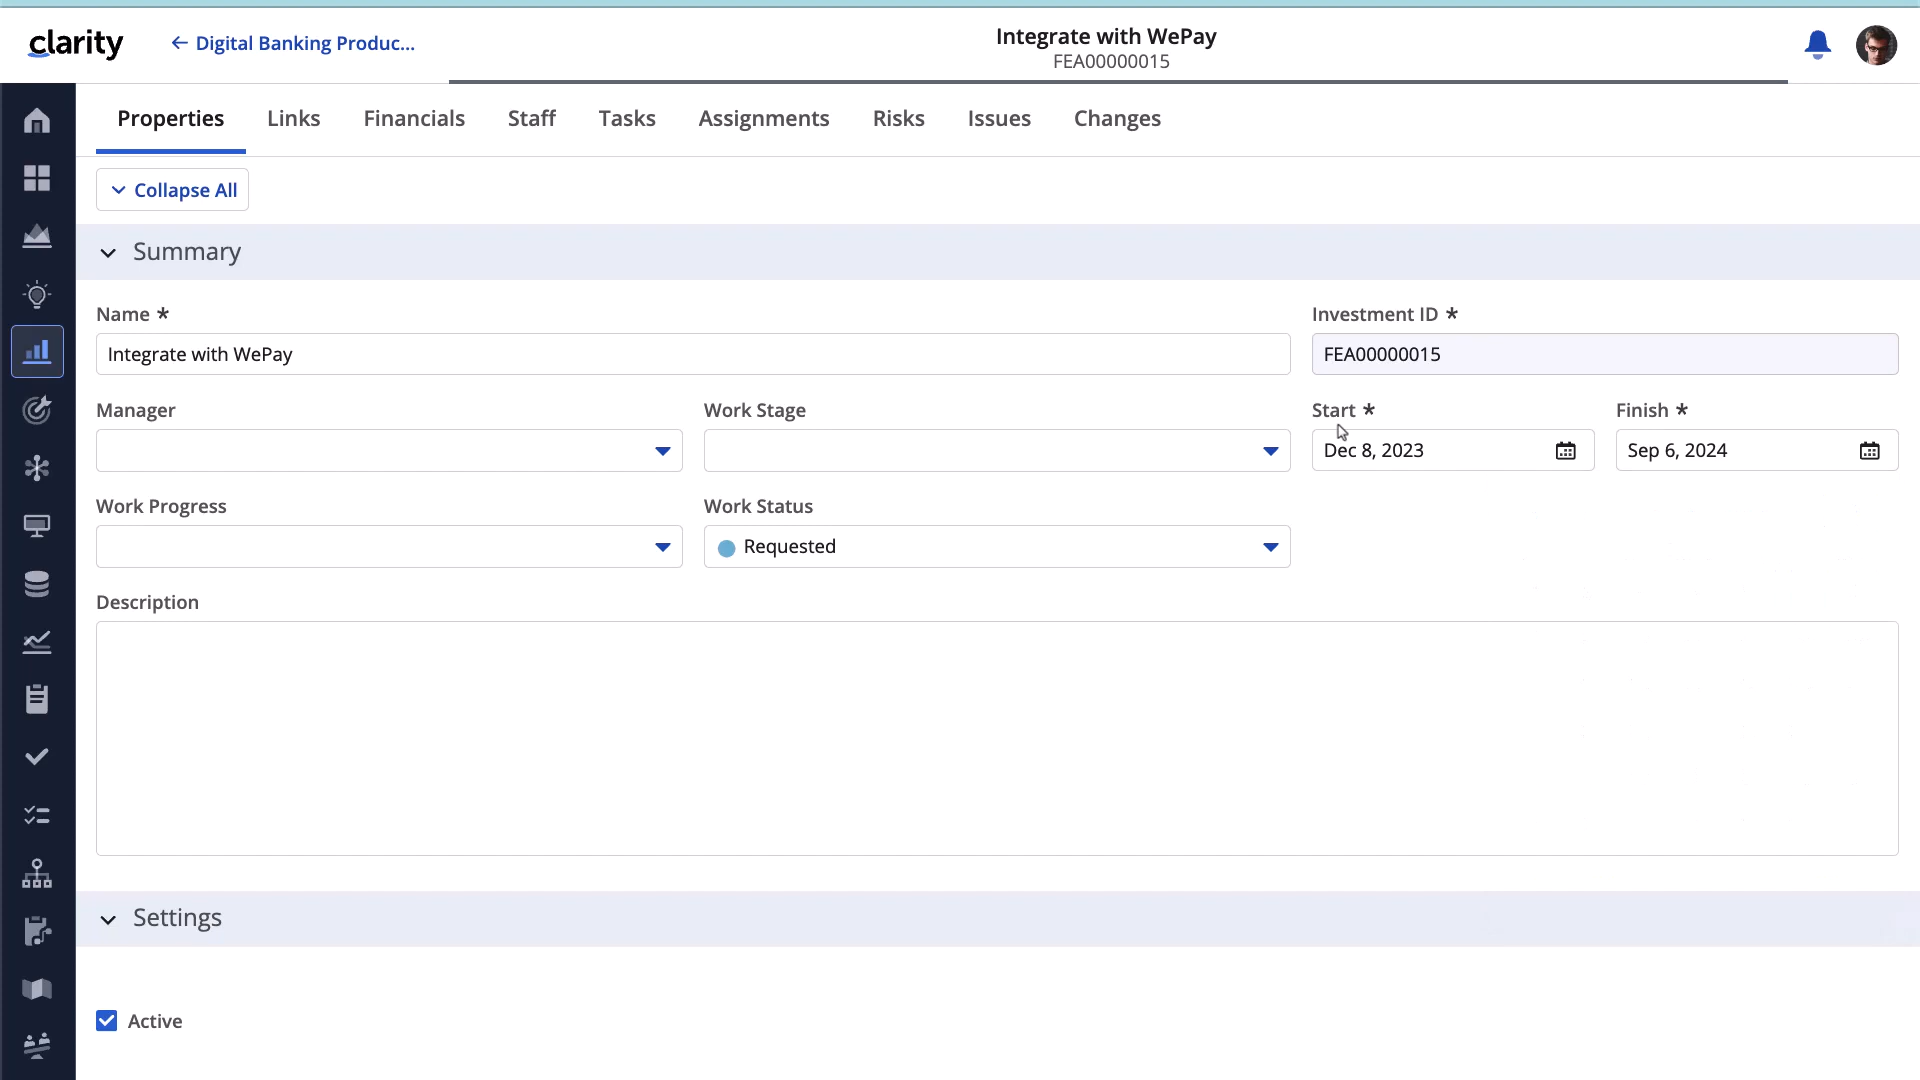 clarity
Digital Banking Produc...
Integrate with WePay
FEA00000015
Properties
Links
Financials
Staff
Tasks
Assignments
Risks
Issues
Changes
Collapse All
Summary
Name *
Investment ID *
Integrate with WePay
FEA00000015
Manager
Work Stage
Start *
Finish *
Dec 8, 2023
Sep 6, 2024
Work Progress
Work Status
Requested
Description
Settings
Active